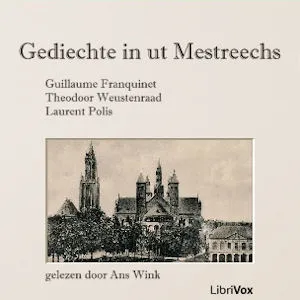 Gediechte in ut Mestreechs
Guillaume Franquinet
Theodoor Weustenraad
Laurent Polis
gelezen door Ans Wink
LibriVox